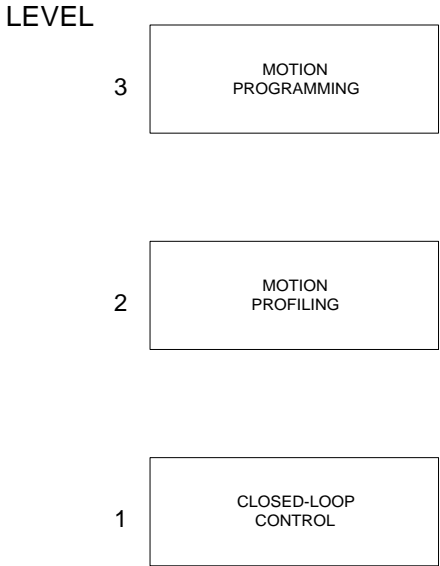 LEVEL
3
MOTION
PROGRAMMING
2
MOTION
PROFILING
1
CLOSED-LOOP
CONTROL